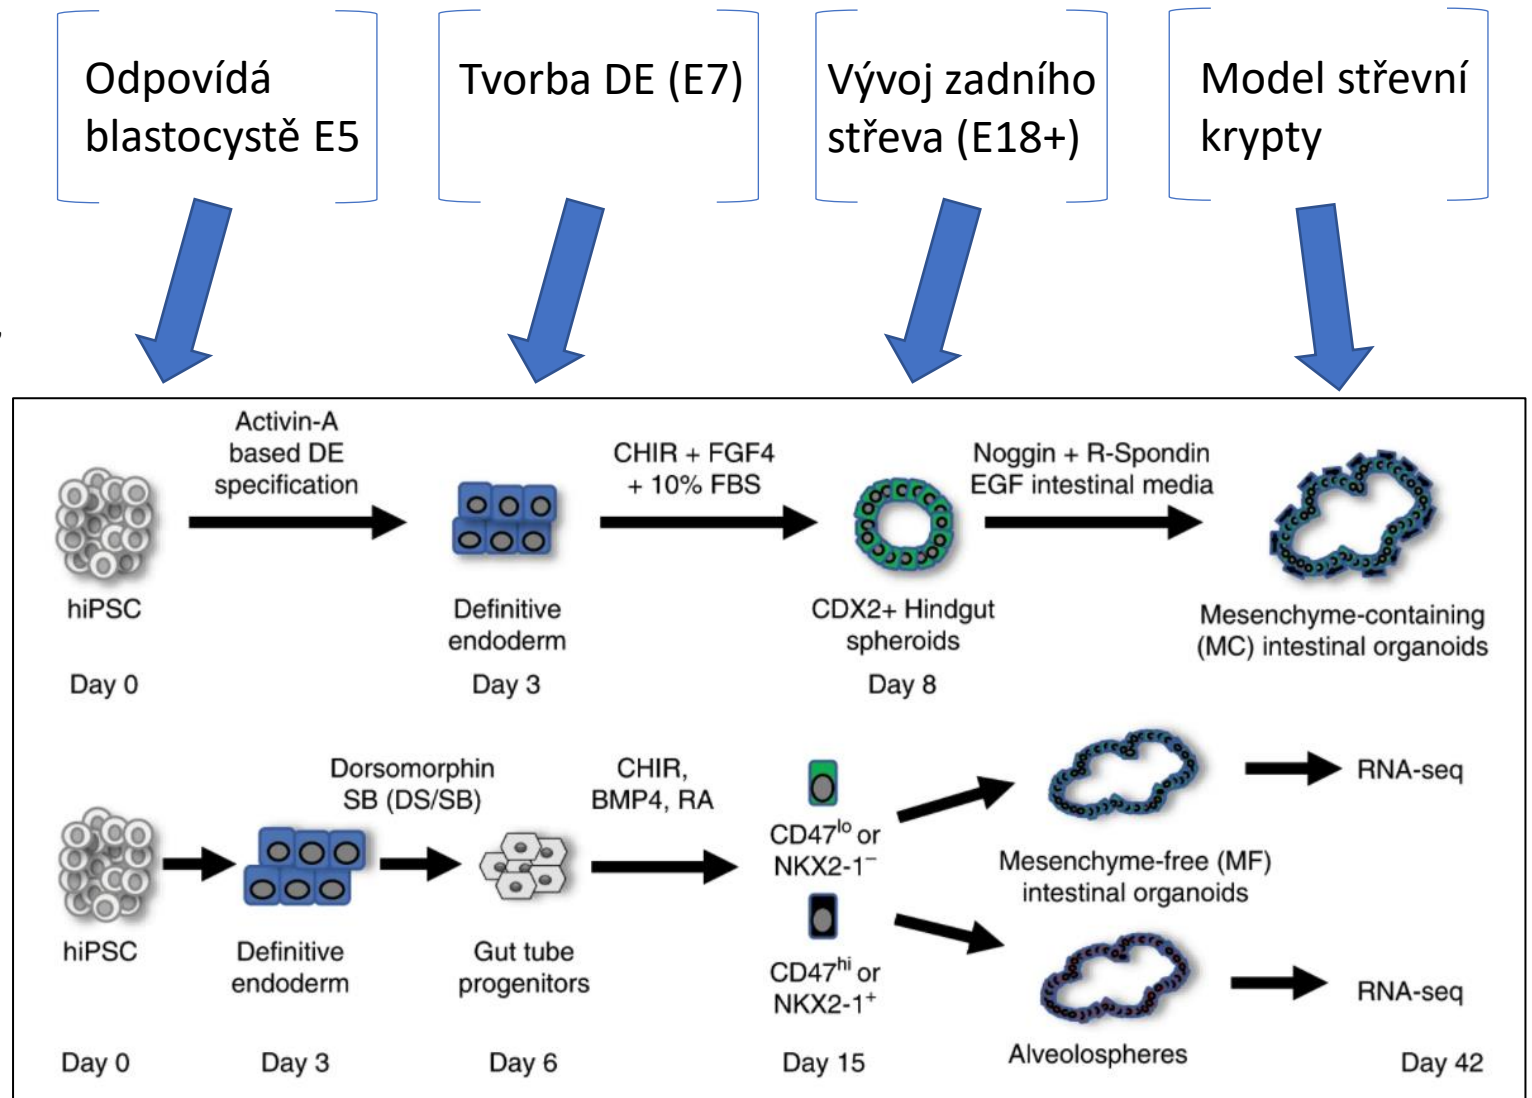 Odpovídá
blastocystě E5
Tvorba DE (E7)
Vývoj zadního
střeva (E18+)
Model střevní
krypty
Activin-A
based DE
specification
CHIR + FGF4
+ 10% FBS
Noggin + R-Spondin
EGF intestinal media
hiPSC
Definitive
endoderm
CDX2+ Hindgut
spheroids
Mesenchyme-containing
(MC) intestinal organoids
Day 0
Day 3
Day 8
Dorsomorphin
SB (DS/SB)
CHIR,
BMP4, RA
CD47lo or
NKX2-1−
Mesenchyme-free (MF)
intestinal organoids
RNA-seq
hiPSC
Definitive
endoderm
Gut tube
progenitors
CD47hi or
NKX2-1+
Alveolospheres
RNA-seq
Day 0
Day 3
Day 6
Day 15
Day 42